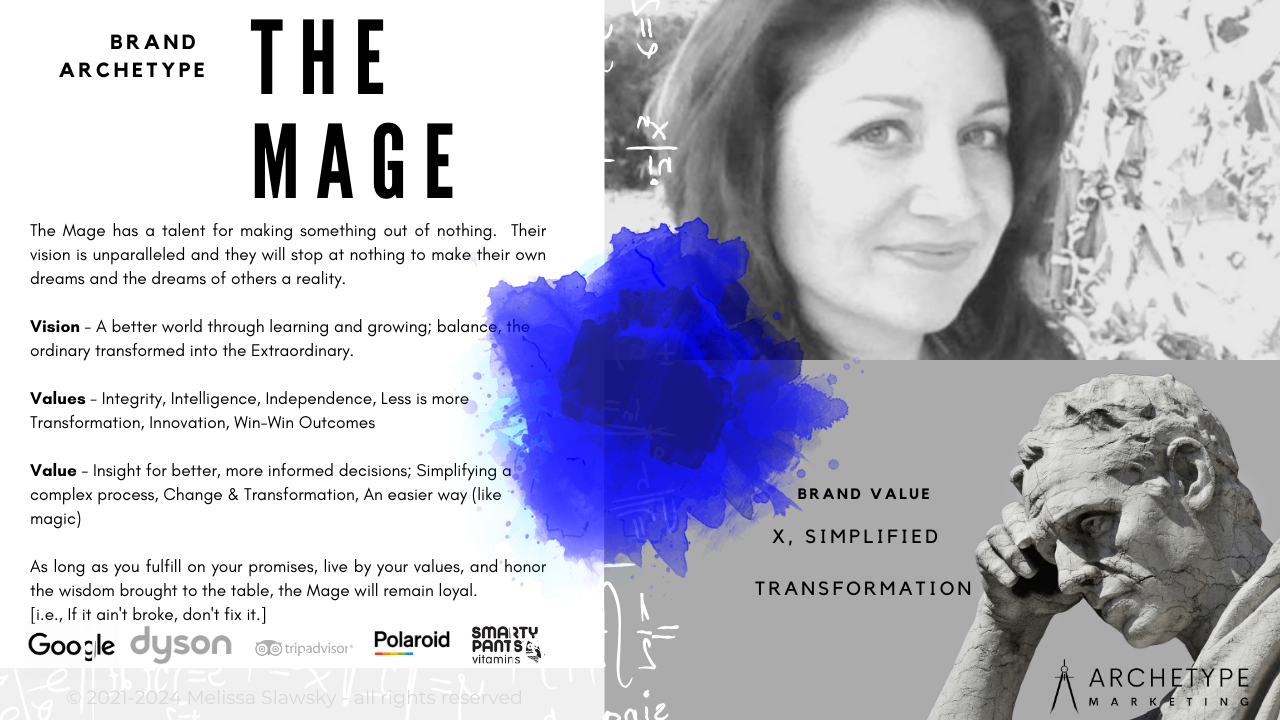 BRAND
ARCHETYPE
THE
MAGE
The Mage has a talent for making something out of nothing.  Their
vision is unparalleled and they will stop at nothing to make their own
dreams and the dreams of others a reality.
Vision - A better world through learning and growing; balance, the
ordinary transformed into the Extraordinary.
Values - Integrity, Intelligence, Independence, Less is more
Transformation, Innovation, Win-Win Outcomes
Value - Insight for better, more informed decisions; Simplifying a
complex process, Change & Transformation, An easier way (like
magic)
As long as you fulfill on your promises, live by your values, and honor
the wisdom brought to the table, the Mage will remain loyal.
[i.e., If it ain't broke, don't fix it.]
Google dyson tripadvisor® Polaroid SMARTY
PANTS
vitamins
© 2021-2024 Melissa Slawsky - all rights reserved
BRAND VALUE
X, SIMPLIFIED
TRANSFORMATION
ARCHETYPE
MARKETING